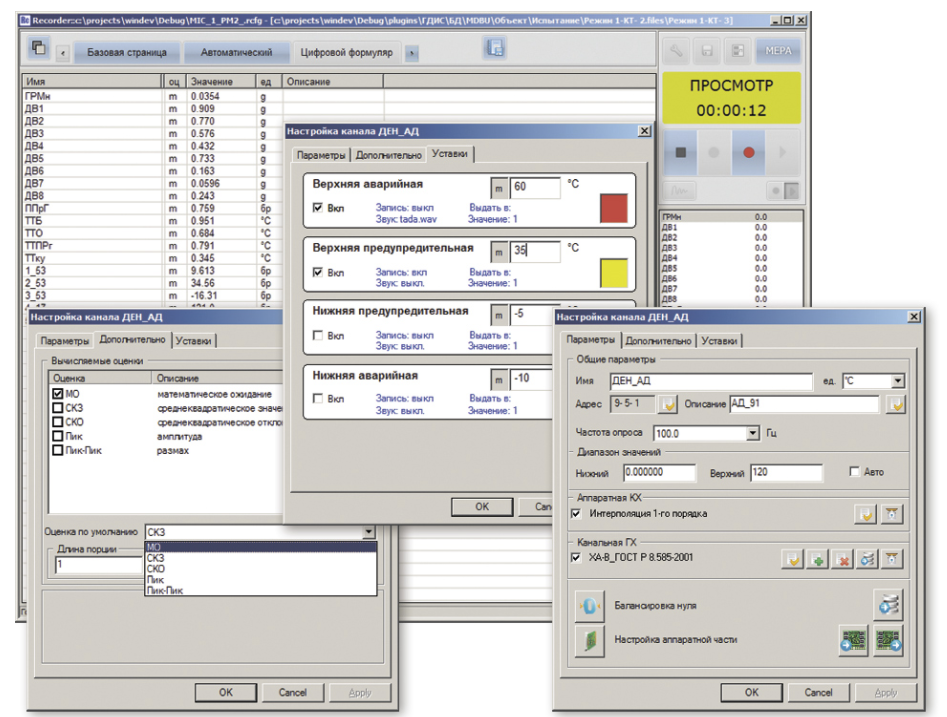 Recorder:c:\projects\windev\Debug\MIC_1_PM2_.rcfg - [c:\projects\windev\Debug\plugins\ГДИС\БД\MDBU\Объект\Испытание\Режим 1-КТ- 2.files\Режим 1-КТ- 3]
Базовая страница Автоматический Цифровой формуляр
МЕРА
Имя оц Значение ед Описание
ГРМн m 0.0354 g
ДВ1 m 0.909 g
ДВ2 m 0.770 g
ДВ3 m 0.576 g
ДВ4 m 0.432 g
ДВ5 m 0.733 g
ДВ6 m 0.163 g
ДВ7 m 0.0596 g
ДВ8 m 0.243 g
ППрГ m 0.759 бр
ТТБ m 0.951 °C
ТТО m 0.684 °C
ТТПРг m 0.791 °C
ТТку m 0.345 °C
1_53 m 9.613 бр
2_53 m 34.56 бр
3_53 m -16.31 бр
ПРОСМОТР
00:00:12
ГРМн 0.0
ДВ1 0.0
ДВ2 0.0
ДВ3 0.0
ДВ4 0.0
ДВ5 0.0
ДВ6 0.0
ДВ7 0.0
ДВ8 0.0
Настройка канала ДЕН_АД
Параметры Дополнительно Уставки
Верхняя аварийная m 60 °C
Вкл Запись: выкл Выдать в:
Звук: tada.wav Значение: 1
Верхняя предупредительная m 35 °C
Вкл Запись: вкл Выдать в:
Звук: выкл. Значение: 1
Нижняя предупредительная m -5
Вкл Запись: выкл Выдать в:
Звук: выкл. Значение: 1
Нижняя аварийная m -10
Вкл Запись: выкл Выдать в:
Звук: выкл. Значение: 1
OK
Настройка канала ДЕН_АД
Параметры Дополнительно Уставки
Вычисляемые оценки
Оценка Описание
МО математическое ожидание
СКЗ среднеквадратическое значе
СКО среднеквадратическое откло
Пик амплитуда
Пик-Пик размах
Оценка по умолчанию СКЗ
МО
СКЗ
СКО
Пик
Пик-Пик
Длина порции
1
OK Cancel Apply
Настройка канала ДЕН_АД
Параметры Дополнительно Уставки
Общие параметры
Имя ДЕН_АД ед. °C
Адрес 9- 5- 1 Описание АД_91
Частота опроса 100.0 Гц
Диапазон значений
Нижний 0.000000 Верхний 120 Авто
Аппаратная КХ
Интерполяция 1-го порядка
Канальная ГХ
ХА-В_ГОСТ Р 8.585-2001
Балансировка нуля
Настройка аппаратной части
OK Cancel Apply